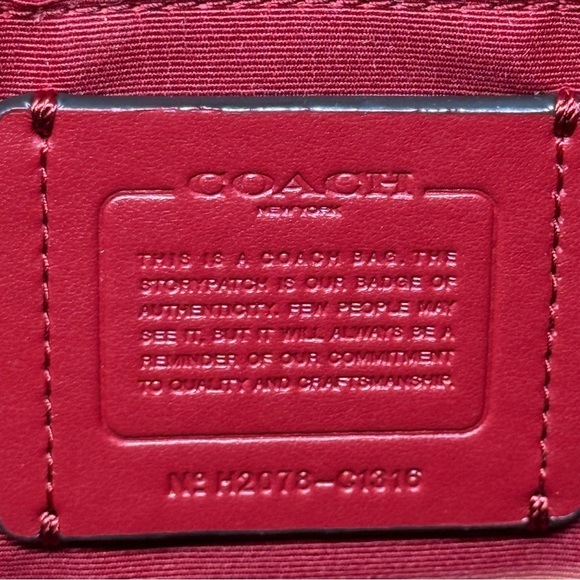 COACH
NEW YORK
THIS IS A COACH BAG. THE
STORYPATCH IS OUR BADGE OF
AUTHENTICITY. FEW PEOPLE MAY
SEE IT, BUT IT WILL ALWAYS BE A
REMINDER OF OUR COMMITMENT
TO QUALITY AND CRAFTSMANSHIP.
Nº H2078-C1316